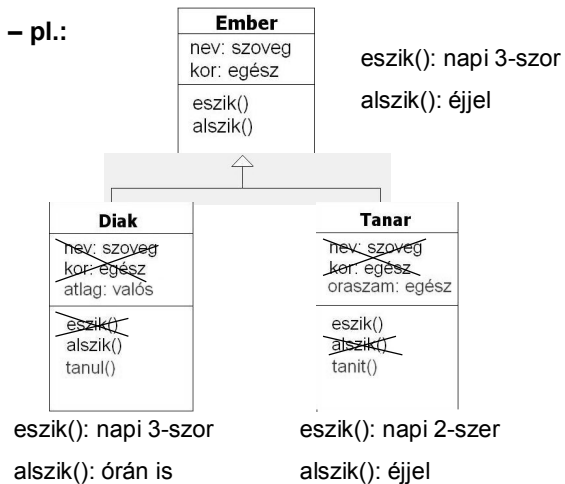 – pl.:
Ember
nev: szoveg
kor: egész
eszik()
alszik()
eszik(): napi 3-szor
alszik(): éjjel
Diak
nev: szoveg
kor: egész
atlag: valós
eszik()
alszik()
tanul()
Tanar
nev: szoveg
kor: egész
oraszam: egész
eszik()
alszik()
tanit()
eszik(): napi 3-szor
alszik(): órán is
eszik(): napi 2-szer
alszik(): éjjel